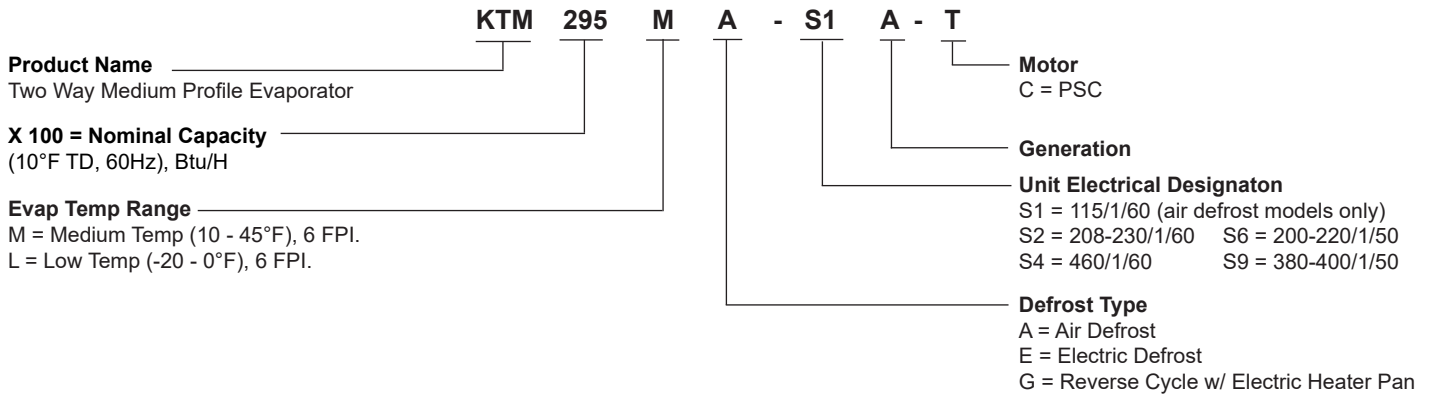 KTM 295 M A - S1 A - T
Product Name
Two Way Medium Profile Evaporator
X 100 = Nominal Capacity
(10°F TD, 60Hz), Btu/H
Evap Temp Range
M = Medium Temp (10 - 45°F), 6 FPI.
L = Low Temp (-20 - 0°F), 6 FPI.
Motor
C = PSC
Generation
Unit Electrical Designaton
S1 = 115/1/60 (air defrost models only)
S2 = 208-230/1/60 S6 = 200-220/1/50
S4 = 460/1/60 S9 = 380-400/1/50
Defrost Type
A = Air Defrost
E = Electric Defrost
G = Reverse Cycle w/ Electric Heater Pan